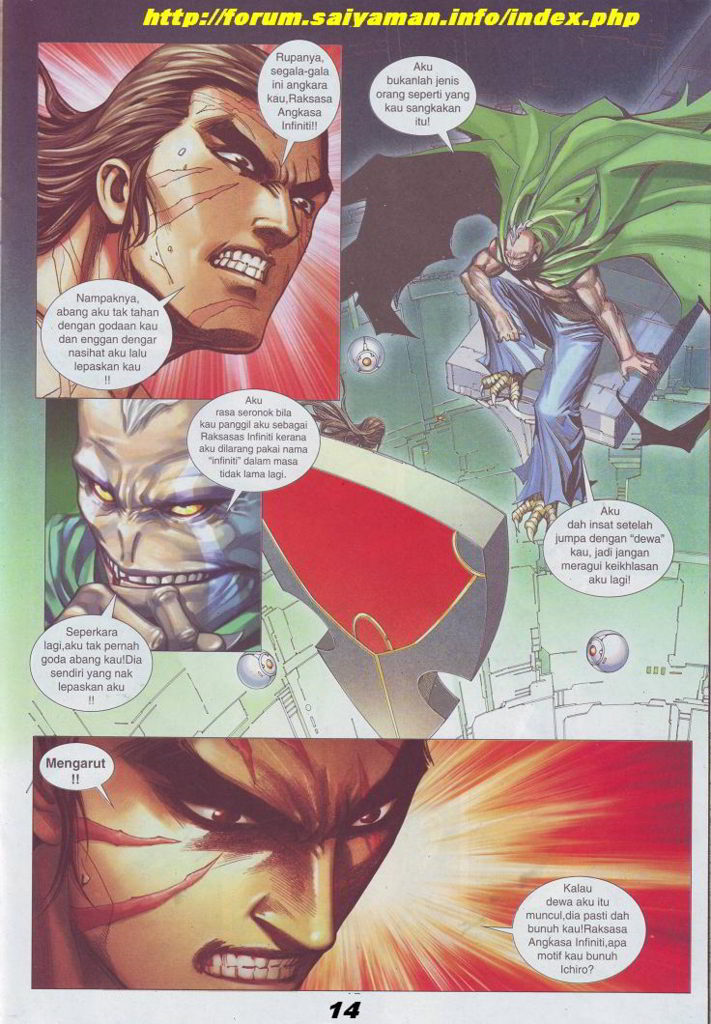 http://forum.saiyaman.info/index.php
Rupanya,
segala-gala
ini angkara
kau,Raksasa
Angkasa
Infiniti!!
Aku
bukanlah jenis
orang seperti yang
kau sangkakan
itu!
Nampaknya,
abang aku tak tahan
dengan godaan kau
dan enggan dengar
nasihat aku lalu
lepaskan kau
!!
Aku
rasa seronok bila
kau panggil aku sebagai
Raksasas Infiniti kerana
aku dilarang pakai nama
"infiniti" dalam masa
tidak lama lagi.
Aku
dah insat setelah
jumpa dengan "dewa"
kau, jadi jangan
meragui keikhlasan
aku lagi!
Seperkara
lagi,aku tak pernah
goda abang kau!Dia
sendiri yang nak
lepaskan aku
!!
Mengarut
!!
Kalau
dewa aku itu
muncul,dia pasti dah
bunuh kau!Raksasa
Angkasa Infiniti,apa
motif kau bunuh
Ichiro?
14